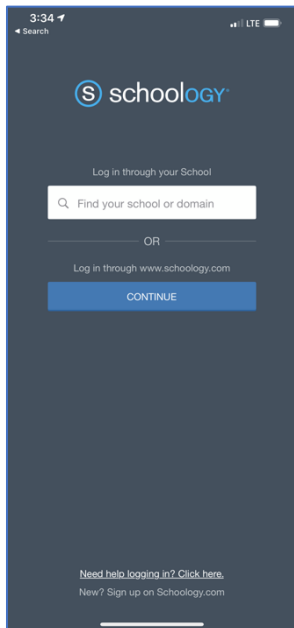 3:34
LTE
◀ Search
S schoology
Log in through your School
Find your school or domain
OR
Log in through www.schoology.com
CONTINUE
Need help logging in? Click here.
New? Sign up on Schoology.com